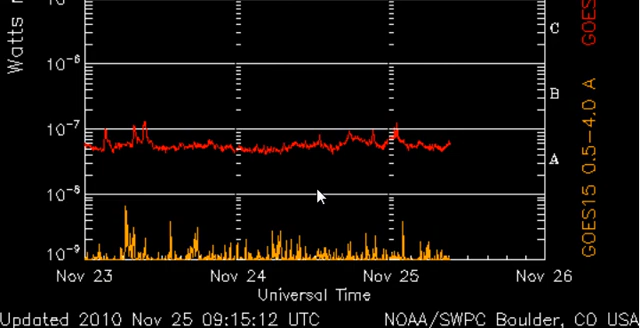 C
Watts
GOES
10-6
B
10-7
A
GOES15 0.5-4.0 A
10-8
10-9
Nov 23 Nov 24 Nov 25 Nov 26
Universal Time
Updated 2010 Nov 25 09:15:12 UTC NOAA/SWPC Boulder, CO USA